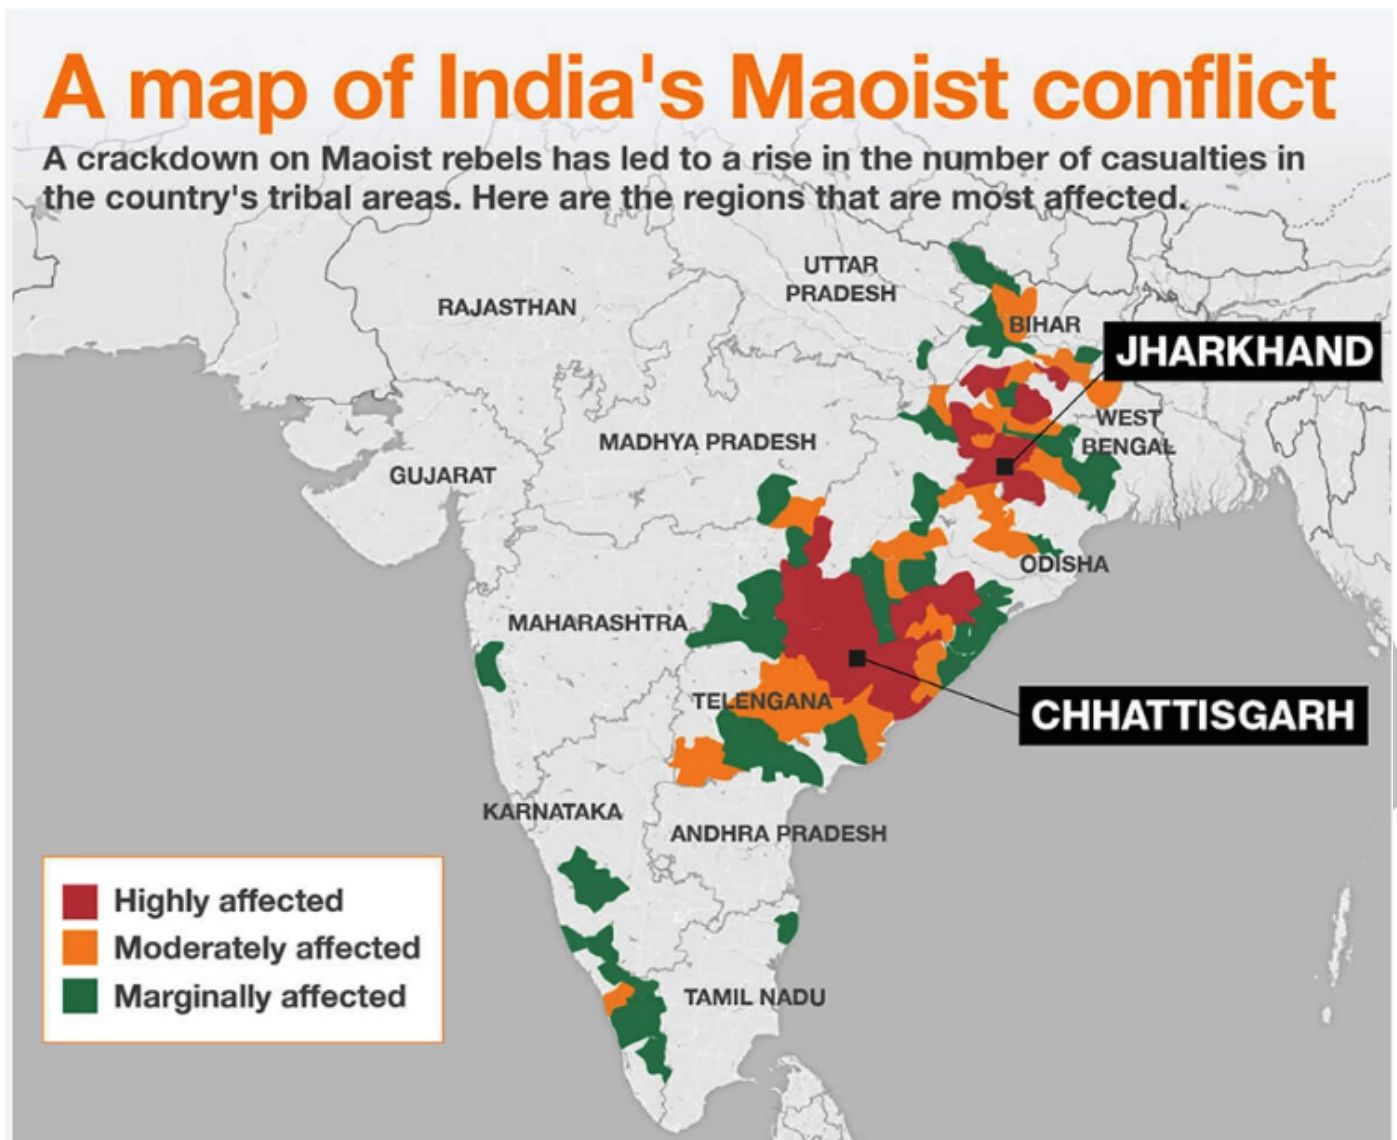 A map of India's Maoist conflict
A crackdown on Maoist rebels has led to a rise in the number of casualties in
the country's tribal areas. Here are the regions that are most affected.
UTTAR
PRADESH
RAJASTHAN
BIHAR
JHARKHAND
WEST
BENGAL
MADHYA PRADESH
GUJARAT
ODISHA
MAHARASHTRA
TELENGANA
CHHATTISGARH
KARNATAKA
ANDHRA PRADESH
Highly affected
Moderately affected
Marginally affected
TAMIL NADU